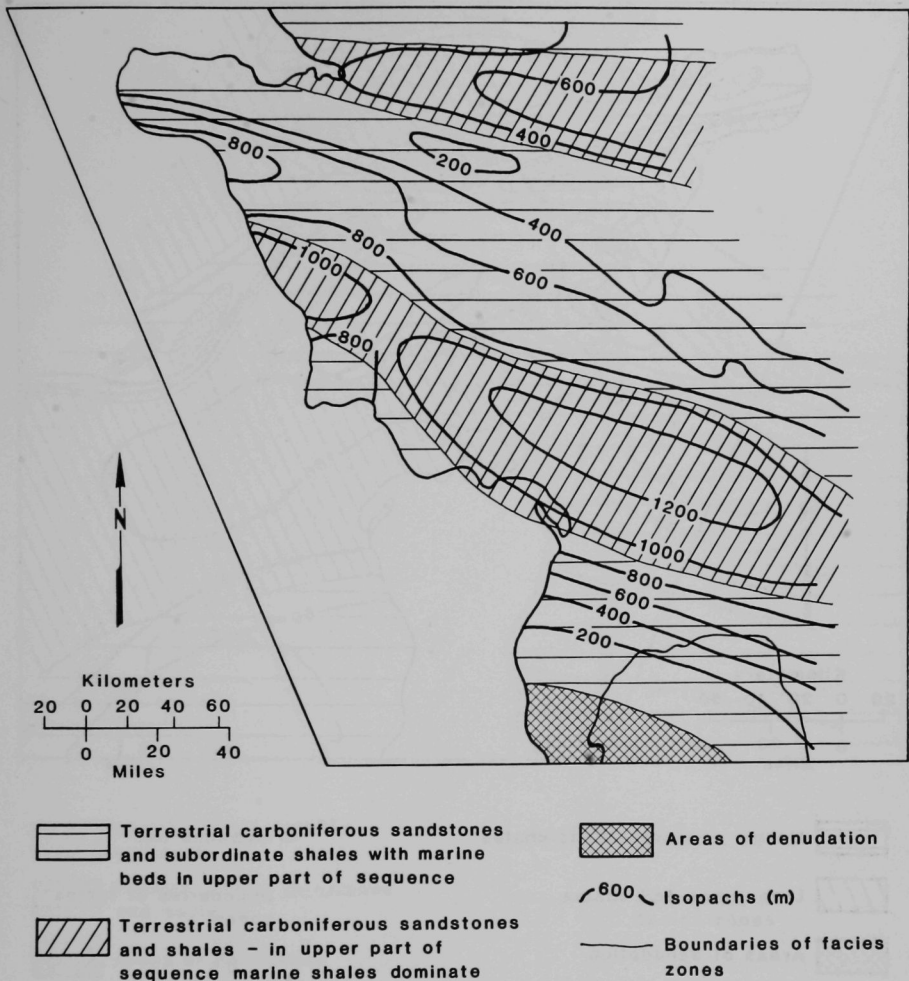 600
400
200
800
400
800
600
1000
800
1200
1000
800
600
400
200
N
Kilometers
20 0 20 40 60
0 20 40
Miles
Terrestrial carboniferous sandstones
and subordinate shales with marine
beds in upper part of sequence
Terrestrial carboniferous sandstones
and shales - in upper part of
sequence marine shales dominate
Areas of denudation
600 Isopachs (m)
Boundaries of facies
zones